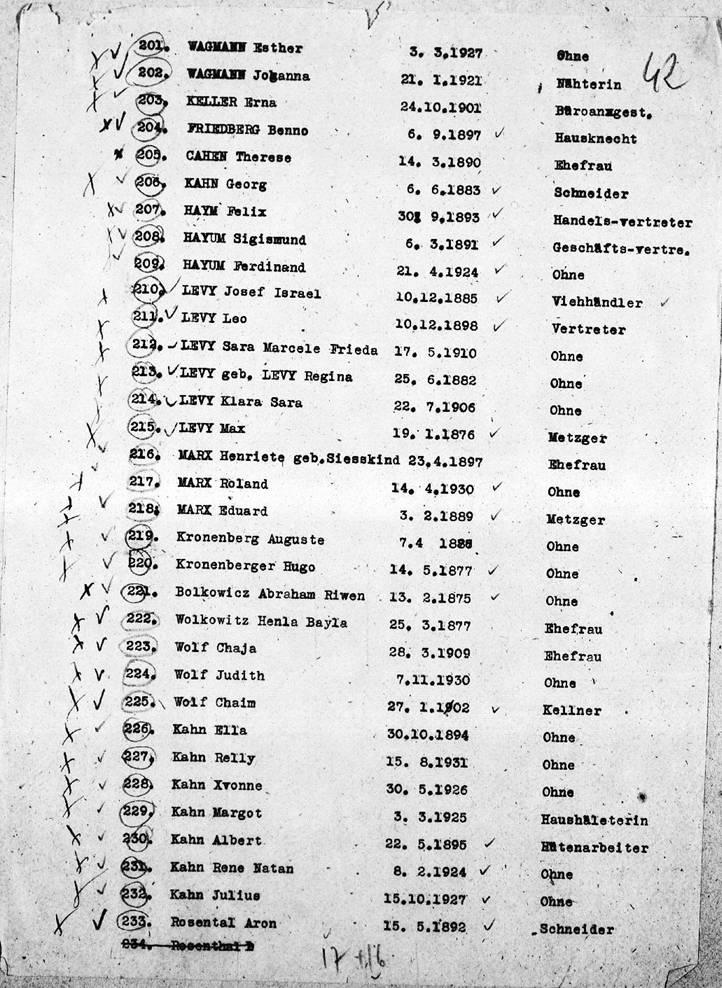 42
201. WAGMANN Esther 3. 3.1927 Ohne
202. WAGMANN Johanna 21. 1.1921 Nähterin
203. KELLER Erna 24.10.1901 Büroangest.
204. FRIEDBERG Benno 6. 9.1897 Hausknecht
205. CAHEN Therese 14. 3.1890 Ehefrau
206. KAHN Georg 6. 6.1883 Schneider
207. HAYM Felix 30. 9.1893 Handels-vertreter
208. HAYUM Sigismund 6. 3.1891 Geschäfts-vertre.
209. HAYUM Ferdinand 21. 4.1924 Ohne
210. LEVY Josef Israel 10.12.1885 Viehhändler
211. LEVY Leo 10.12.1898 Vertreter
212. LEVY Sara Marcele Frieda 17. 5.1910 Ohne
213. LEVY geb. LEVY Regina 25. 6.1882 Ohne
214. LEVY Klara Sara 22. 7.1906 Ohne
215. LEVY Max 19. 1.1876 Metzger
216. MARX Henriete geb.Siesskind 23.4.1897 Ehefrau
217. MARX Roland 14. 4.1930 Ohne
218. MARX Eduard 3. 2.1889 Metzger
219. Kronenberg Auguste 7.4 Ohne
220. Kronenberger Hugo 14. 5.1877 Ohne
221. Bolkowicz Abraham Riwen 13. 2.1875 Ohne
222. Wolkowitz Henla Bayla 25. 3.1877 Ehefrau
223. Wolf Chaja 28. 3.1909 Ehefrau
224. Wolf Judith 7.11.1930 Ohne
225. Wolf Chaim 27. 1.1902 Kellner
226. Kahn Ella 30.10.1894 Ohne
227. Kahn Relly 15. 8.1931 Ohne
228. Kahn Xvonne 30. 5.1926 Ohne
229. Kahn Margot 3. 3.1925 Haushäleterin
230. Kahn Albert 22. 5.1895 Hütenarbeiter
231. Kahn Rene Natan 8. 2.1924 Ohne
232. Kahn Julius 15.10.1927 Ohne
233. Rosental Aron 15. 5.1892 Schneider
234. Rosenthal
17 + 16